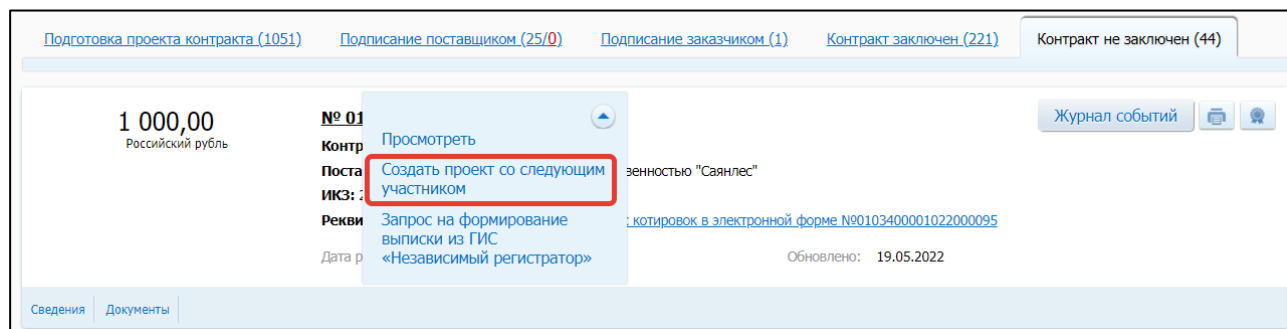 Подготовка проекта контракта (1051) Подписание поставщиком (25/0) Подписание заказчиком (1) Контракт заключен (221) Контракт не заключен (44)
1 000,00
Российский рубль
№ 01
Просмотреть
Журнал событий
Контр
Создать проект со следующим
участником
Поста
венностью "Саянлес"
ИКЗ: 2
Запрос на формирование
выписки из ГИС
«Независимый регистратор»
Рекви
котировок в электронной форме №0103400001022000095
Дата р
Обновлено: 19.05.2022
Сведения Документы